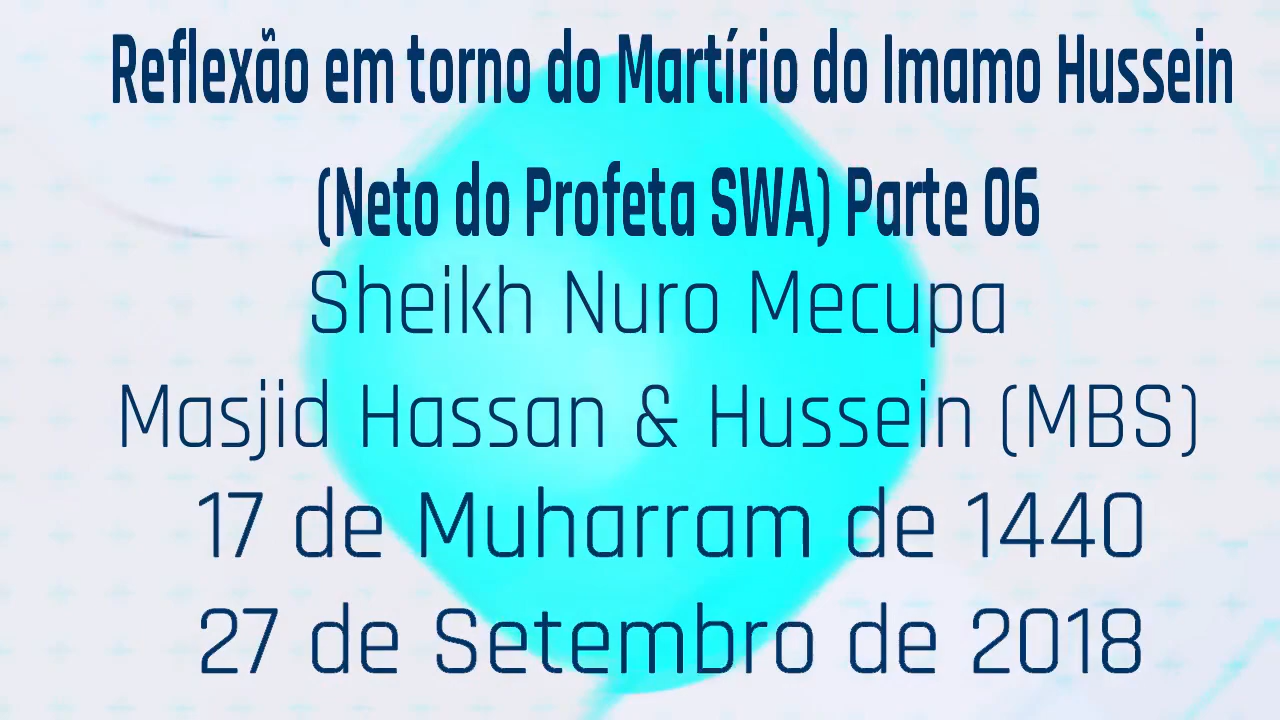 Reflexão em torno do Martírio do Imamo Hussein
(Neto do Profeta SWA) Parte 06
Sheikh Nuro Mecupa
Masjid Hassan & Hussein (MBS)
17 de Muharram de 1440
27 de Setembro de 2018